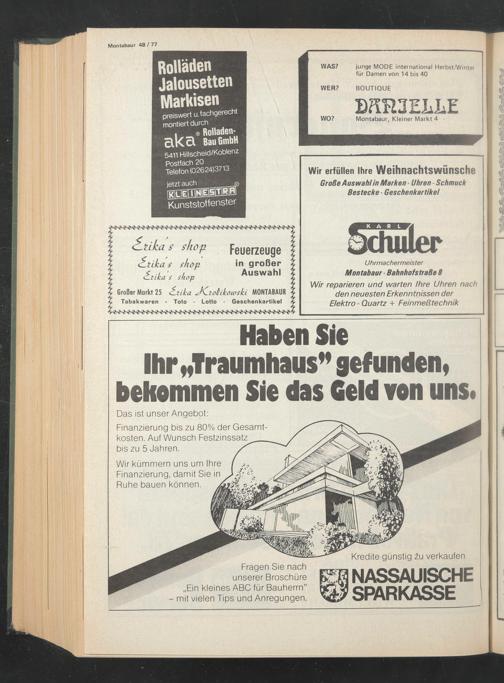 Montabaur 48 / 77
Rolläden
Jalousetten
Markisen
preiswert u. fachgerecht
montiert durch
aka® Rolladen-
Bau GmbH
5411 Hillscheid/Koblenz
Postfach 20
Telefon (02624)3713
jetzt auch
KLEINESTRA
Kunststoffenster
WAS? junge MODE international Herbst/Winter
für Damen von 14 bis 40
WER? BOUTIQUE
DANIELLE
WO? Montabaur, Kleiner Markt 4
Wir erfüllen Ihre Weihnachtswünsche
Große Auswahl in Marken - Uhren - Schmuck
Bestecke - Geschenkartikel
KARL
Schuler
Uhrmachermeister
Montabaur - Bahnhofstraße 8
Wir reparieren und warten Ihre Uhren nach
den neuesten Erkenntnissen der
Elektro - Quartz + Feinmeßtechnik
Erika's shop
Erika's shop
Erika's shop
Feuerzeuge
in großer
Auswahl
Großer Markt 25 Erika Krolikowski MONTABAUR
Tabakwaren - Toto - Lotto - Geschenkartikel
Haben Sie
Ihr „Traumhaus” gefunden,
bekommen Sie das Geld von uns.
Das ist unser Angebot:
Finanzierung bis zu 80% der Gesamt-
kosten. Auf Wunsch Festzinssatz
bis zu 5 Jahren.
Wir kümmern uns um Ihre
Finanzierung, damit Sie in
Ruhe bauen können.
Kredite günstig zu verkaufen
Fragen Sie nach
unserer Broschüre
„Ein kleines ABC für Bauherrn”
– mit vielen Tips und Anregungen.
NASSAUISCHE
SPARKASSE